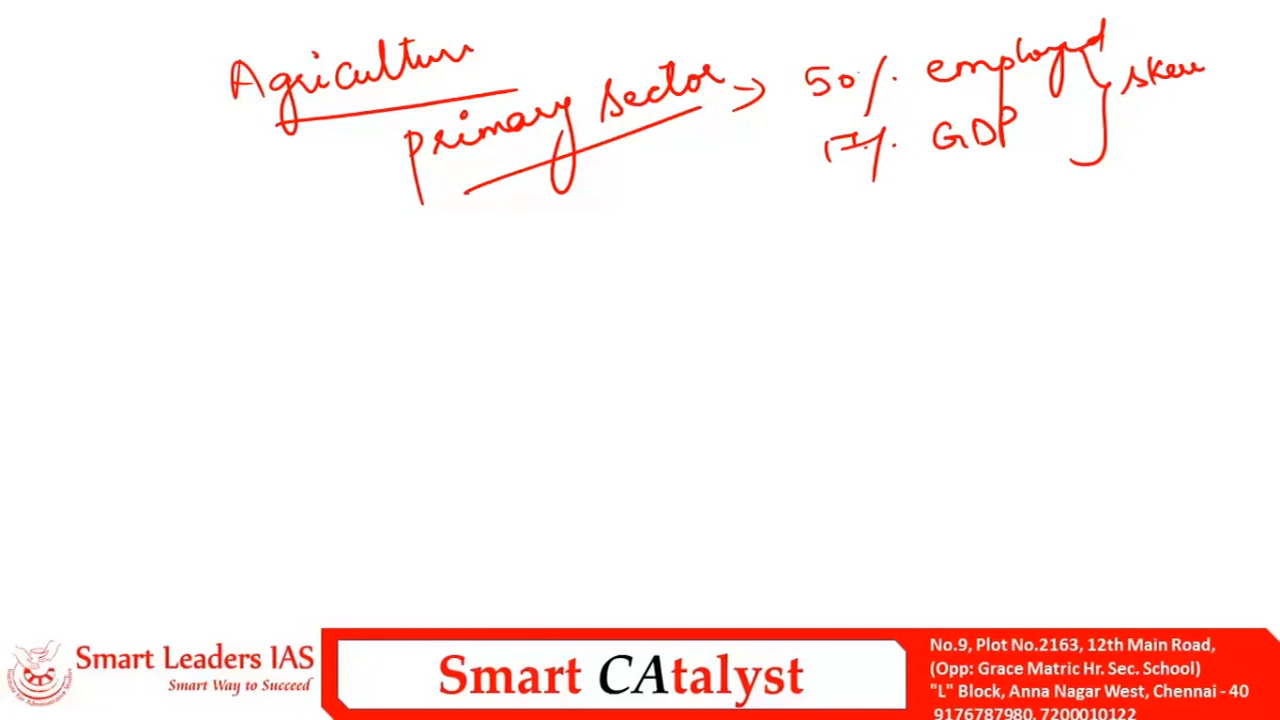 Agriculture
primary sector → 50% employed
17% GDP
skew
Smart Leaders IAS
Smart Way to Succeed
Smart CAtalyst
No.9, Plot No.2163, 12th Main Road,
(Opp: Grace Matric Hr. Sec. School)
"L" Block, Anna Nagar West, Chennai - 40
9176787980, 7200010122